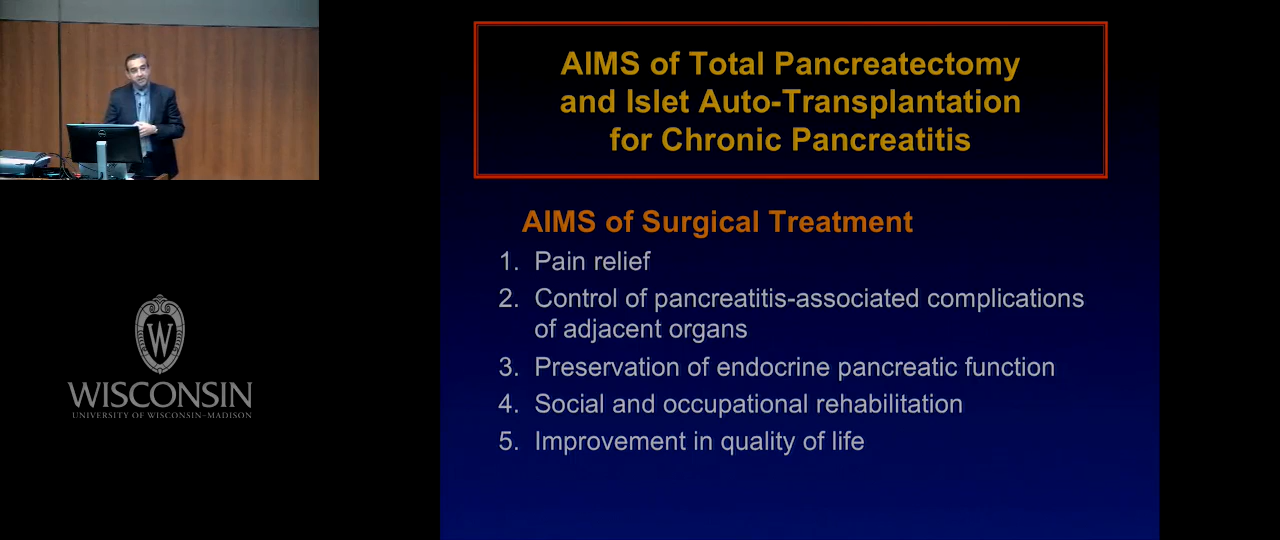 AIMS of Total Pancreatectomy
and Islet Auto-Transplantation
for Chronic Pancreatitis
AIMS of Surgical Treatment
1. Pain relief
2. Control of pancreatitis-associated complications
of adjacent organs
3. Preservation of endocrine pancreatic function
4. Social and occupational rehabilitation
5. Improvement in quality of life
W
WISCONSIN
UNIVERSITY OF WISCONSIN–MADISON